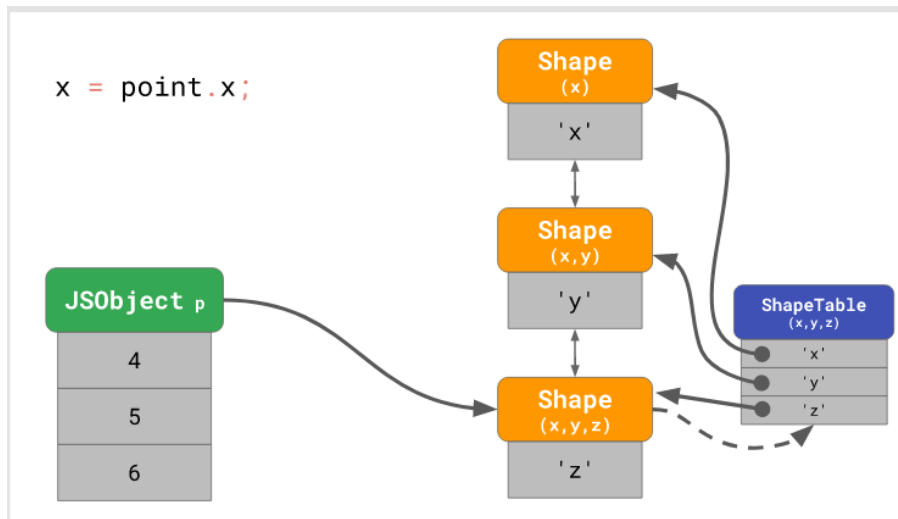 x = point.x;
Shape
(x)
'x'
Shape
(x,y)
'y'
JSObject p
4
5
6
Shape
(x,y,z)
'z'
ShapeTable
(x,y,z)
'x'
'y'
'z'